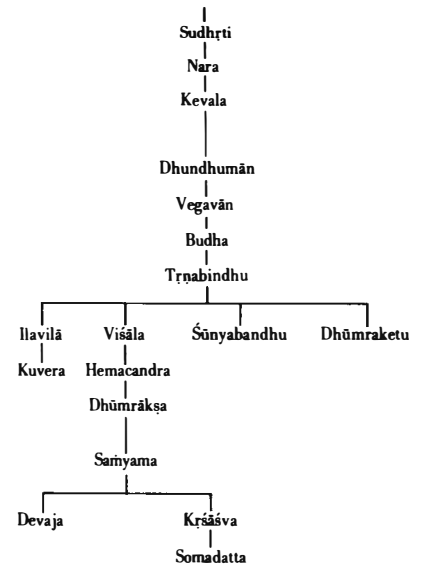 Sudhṛti
Nara
Kevala
Dhundhumān
Vegavān
Budha
Tṛṇabindhu
Ilavilā Viśāla Śūnyabandhu Dhūmraketu
Kuvera Hemacandra
Dhūmrākṣa
Saṁyama
Devaja Kṛśāśva
Somadatta